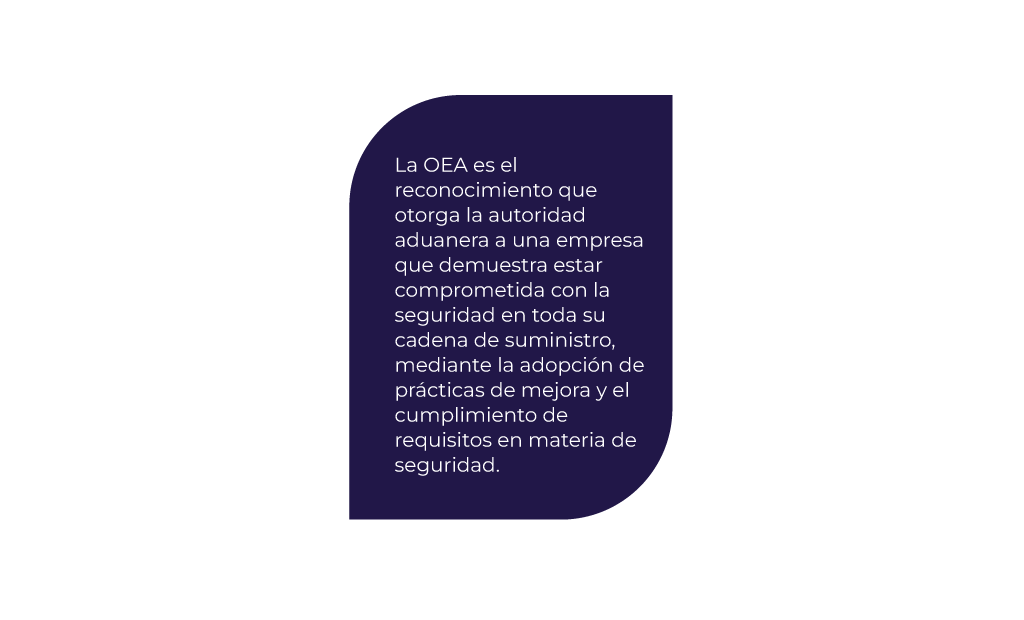 La OEA es el
reconocimiento que
otorga la autoridad
aduanera a una empresa
que demuestra estar
comprometida con la
seguridad en toda su
cadena de suministro,
mediante la adopción de
prácticas de mejora y el
cumplimiento de
requisitos en materia de
seguridad.